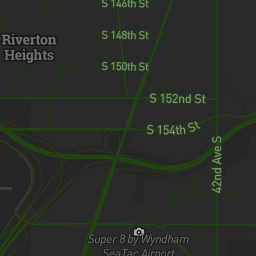 S 146th St
S 148th St
Riverton
Heights
S 150th St
S 152nd St
S 154th St
42nd Ave S
Super 8 by Wyndham
SeaTac Airport